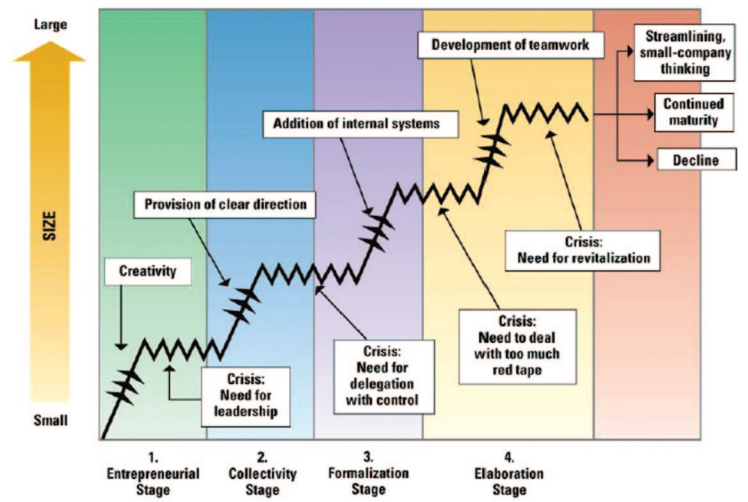 Large
SIZE
Small
Streamlining,
small-company
thinking
Development of teamwork
Continued
maturity
Addition of internal systems
Decline
Provision of clear direction
Crisis:
Need for revitalization
Creativity
Crisis:
Need to deal
with too much
red tape
Crisis:
Need for
delegation
with control
Crisis:
Need for
leadership
1.
Entrepreneurial
Stage
2.
Collectivity
Stage
3.
Formalization
Stage
4.
Elaboration
Stage